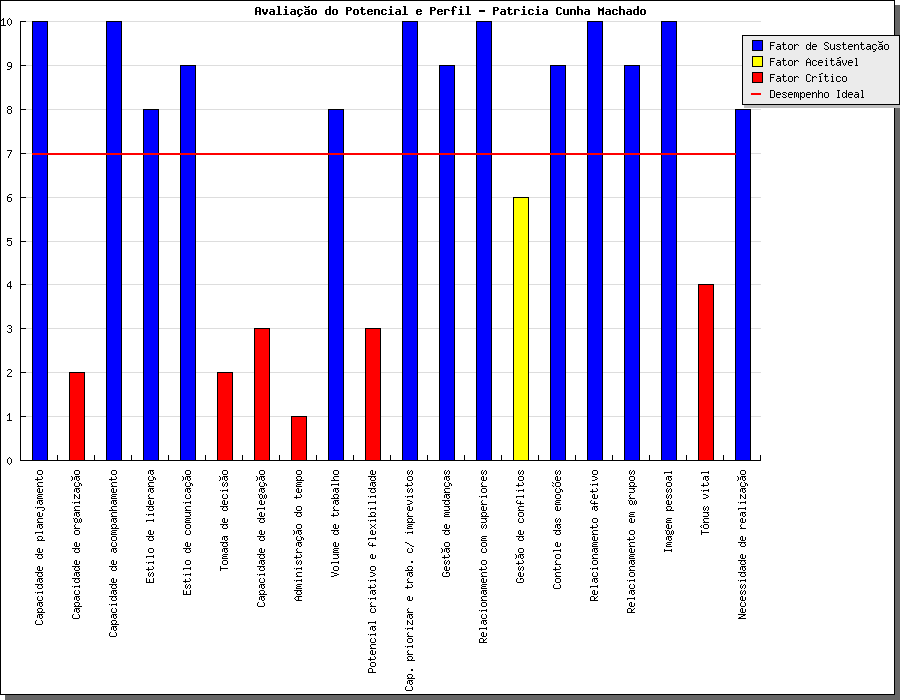 Avaliação do Potencial e Perfil - Patricia Cunha Machado
10
9
8
7
6
5
4
3
2
1
0
Fator de Sustentação
Fator Aceitável
Fator Crítico
Desempenho Ideal
Capacidade de planejamento
Capacidade de organização
Capacidade de acompanhamento
Estilo de liderança
Estilo de comunicação
Tomada de decisão
Capacidade de delegação
Administração do tempo
Volume de trabalho
Potencial criativo e flexibilidade
Cap. priorizar e trab. c/ imprevistos
Gestão de mudanças
Relacionamento com superiores
Gestão de conflitos
Controle das emoções
Relacionamento afetivo
Relacionamento em grupos
Imagem pessoal
Tônus vital
Necessidade de realização